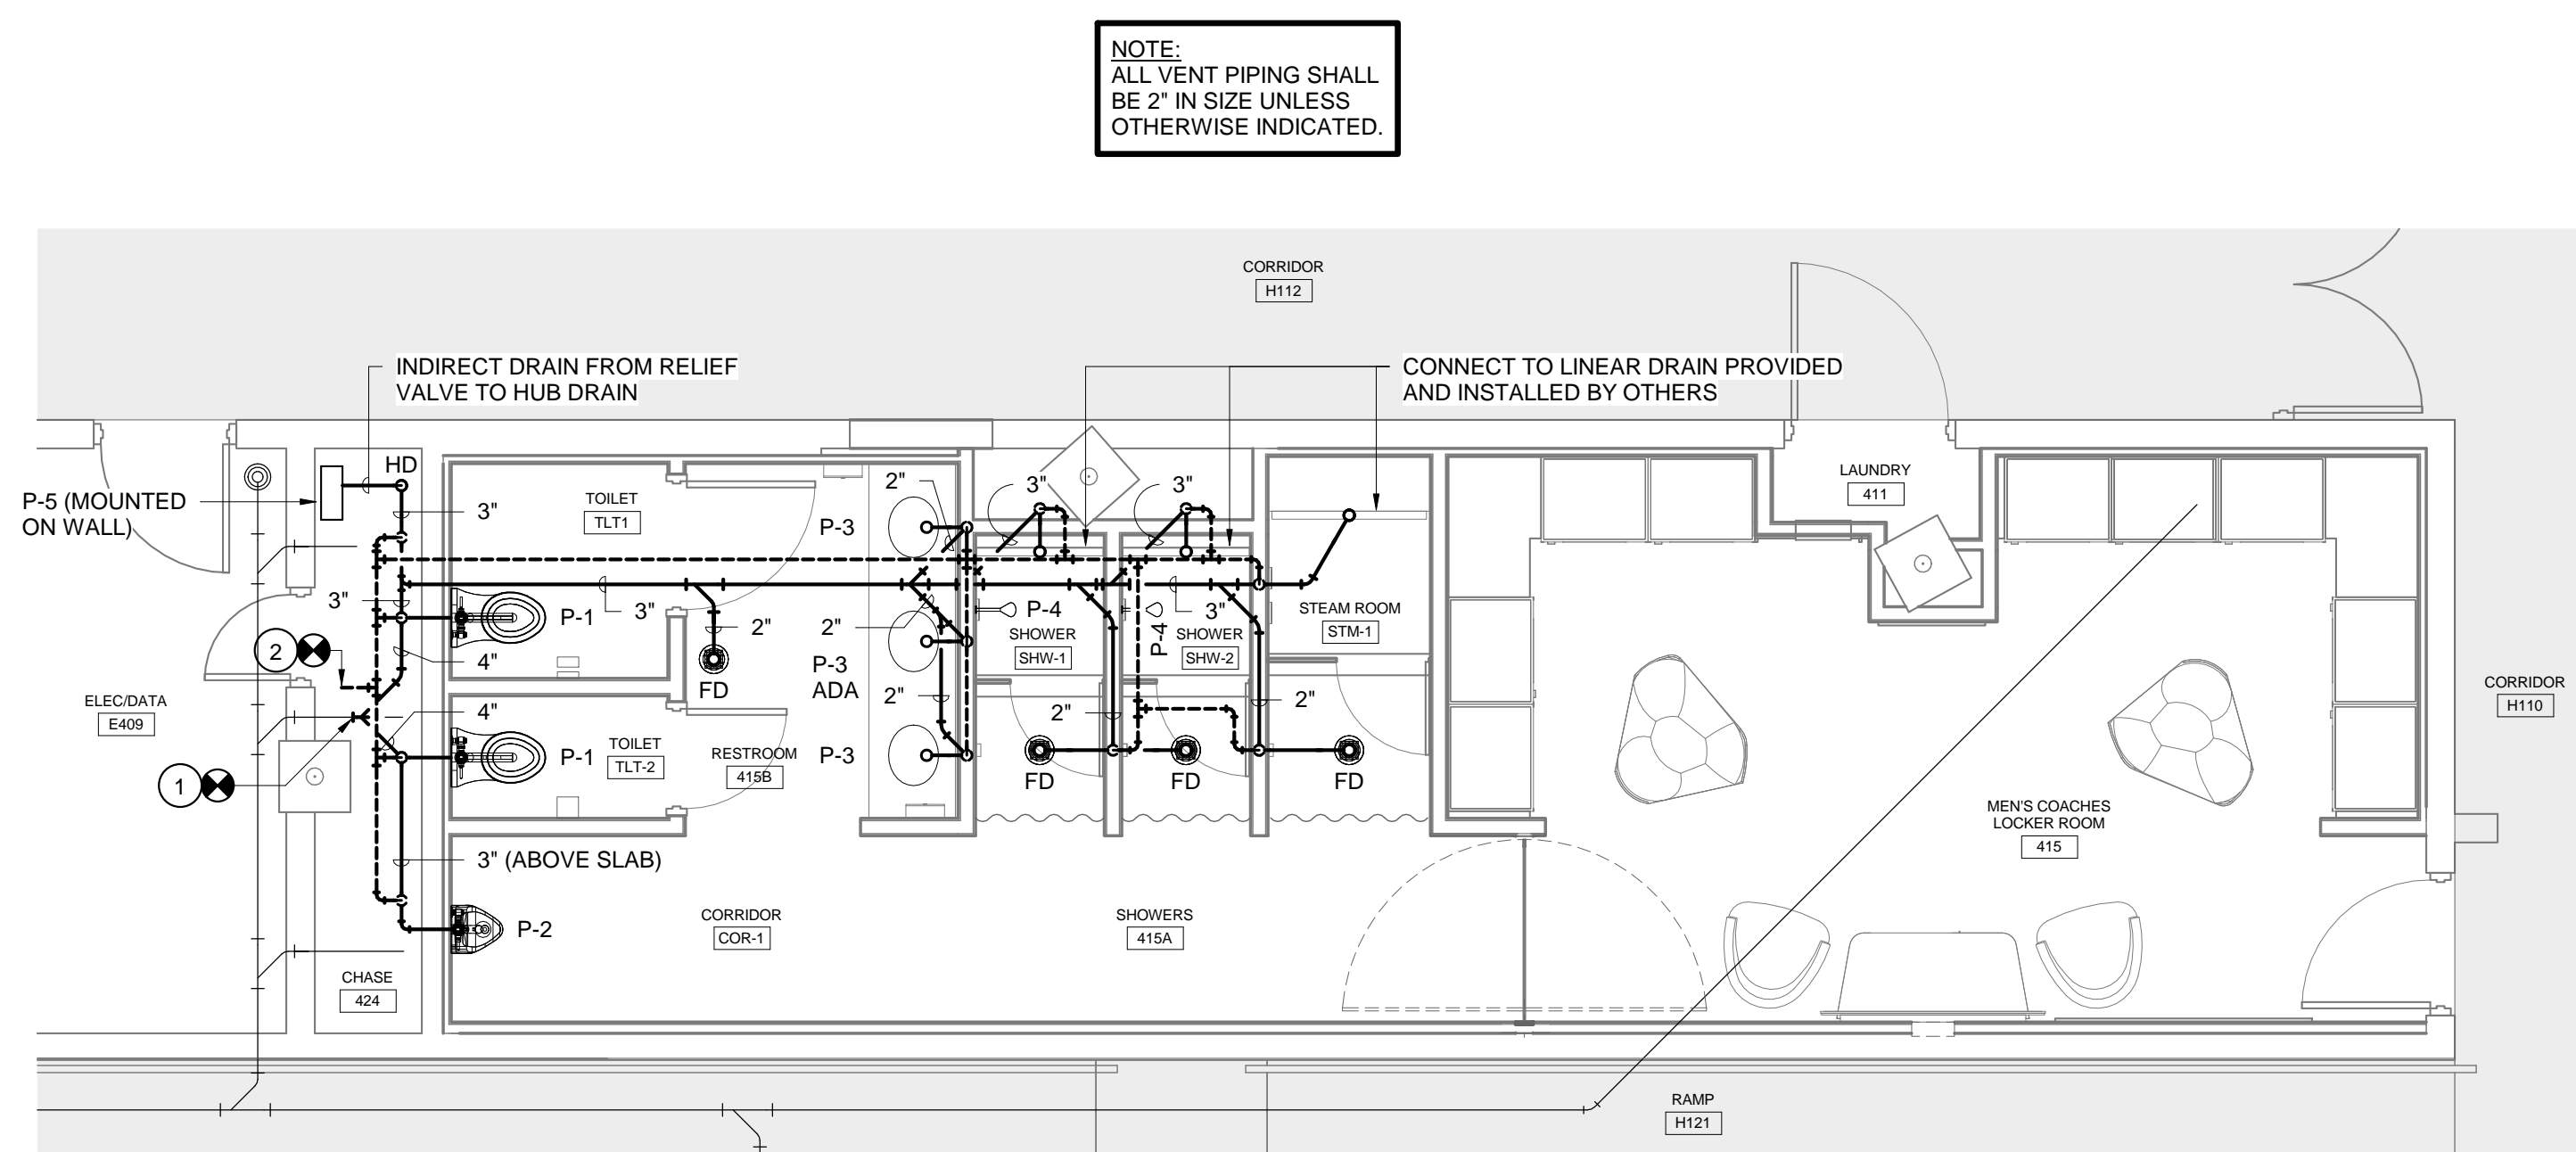 NOTE:
ALL VENT PIPING SHALL
BE 2" IN SIZE UNLESS
OTHERWISE INDICATED.
CORRIDOR
H112
INDIRECT DRAIN FROM RELIEF
VALVE TO HUB DRAIN
CONNECT TO LINEAR DRAIN PROVIDED
AND INSTALLED BY OTHERS
HD
P-5 (MOUNTED
ON WALL)
3"
TOILET
TLT1
P-3
2"
3"
3"
LAUNDRY
411
3"
P-1
3"
2"
2"
P-4
SHOWER
SHW-1
P-4
3"
SHOWER
SHW-2
STEAM ROOM
STM-1
2
4"
FD
P-3
ADA
2"
ELEC/DATA
E409
4"
2"
2"
CORRIDOR
H110
1
P-1
TOILET
TLT-2
RESTROOM
415B
P-3
FD
FD
FD
MEN'S COACHES
LOCKER ROOM
415
3" (ABOVE SLAB)
P-2
CORRIDOR
COR-1
SHOWERS
415A
CHASE
424
RAMP
H121